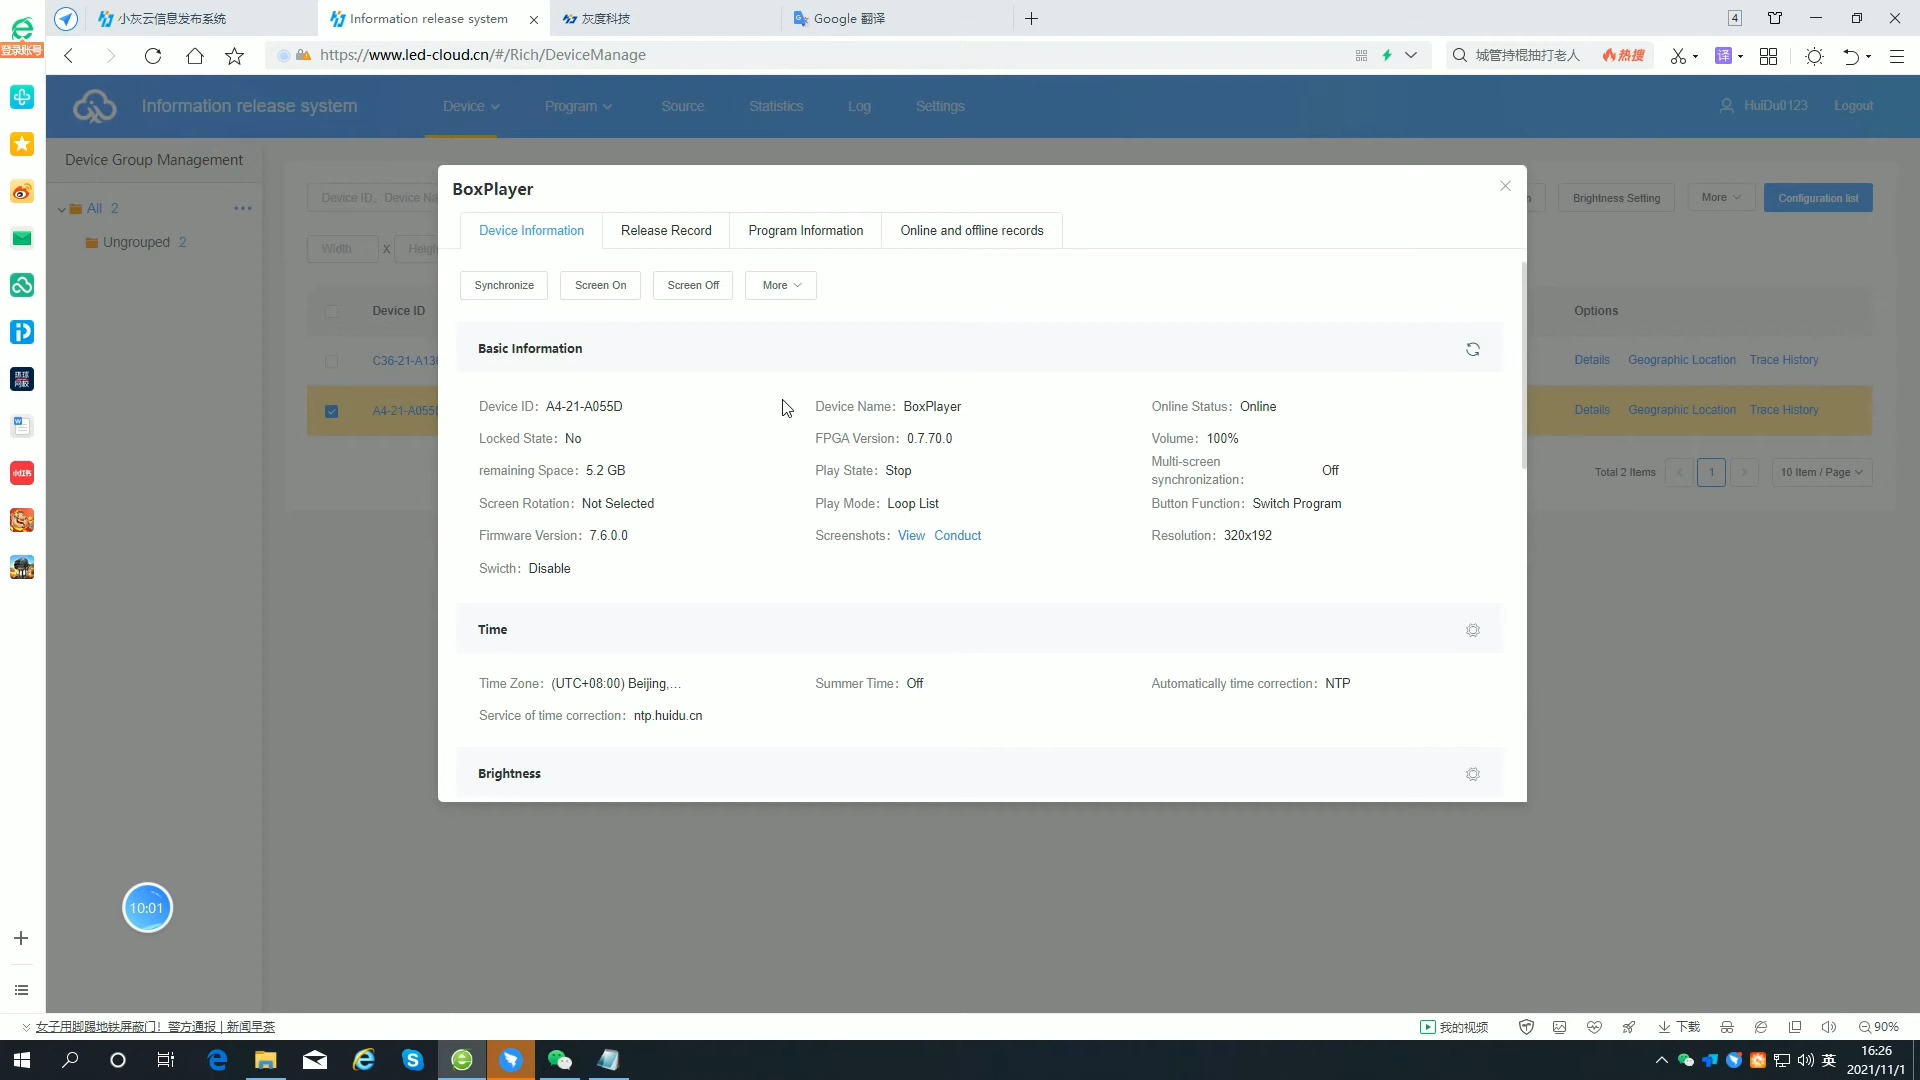 小灰云信息发布系统
Information release system
灰度科技
Google 翻译
4
登录账号
https://www.led-cloud.cn/#/Rich/DeviceManage
城管持棍抽打老人
热搜
译
Information release system
Device
Program
Source
Statistics
Log
Settings
HuiDu0123
Logout
Device Group Management
All 2
Ungrouped 2
Device ID、Device Na
Width X Heigh
Brightness Setting
More
Configuration list
Device ID
Options
C36-21-A13
Details Geographic Location Trace History
A4-21-A055
Details Geographic Location Trace History
Total 2 Items 1 10 Item / Page
BoxPlayer
Device Information
Release Record
Program Information
Online and offline records
Synchronize
Screen On
Screen Off
More
Basic Information
Device ID: A4-21-A055D
Device Name: BoxPlayer
Online Status: Online
Locked State: No
FPGA Version: 0.7.70.0
Volume: 100%
remaining Space: 5.2 GB
Play State: Stop
Multi-screen
synchronization:
Off
Screen Rotation: Not Selected
Play Mode: Loop List
Button Function: Switch Program
Firmware Version: 7.6.0.0
Screenshots: View Conduct
Resolution: 320x192
Swicth: Disable
Time
Time Zone: (UTC+08:00) Beijing,...
Summer Time: Off
Automatically time correction: NTP
Service of time correction: ntp.huidu.cn
Brightness
10:01
女子用脚踢地铁屏蔽门! 警方通报 | 新闻早茶
我的视频
下载
90%
英
16:26
2021/11/1